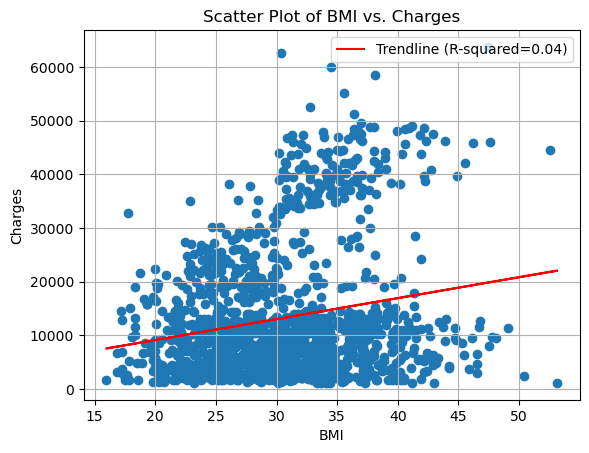 Scatter Plot of BMI vs. Charges
Trendline (R-squared=0.04)
60000
50000
40000
30000
20000
10000
0
Charges
15 20 25 30 35 40 45 50
BMI